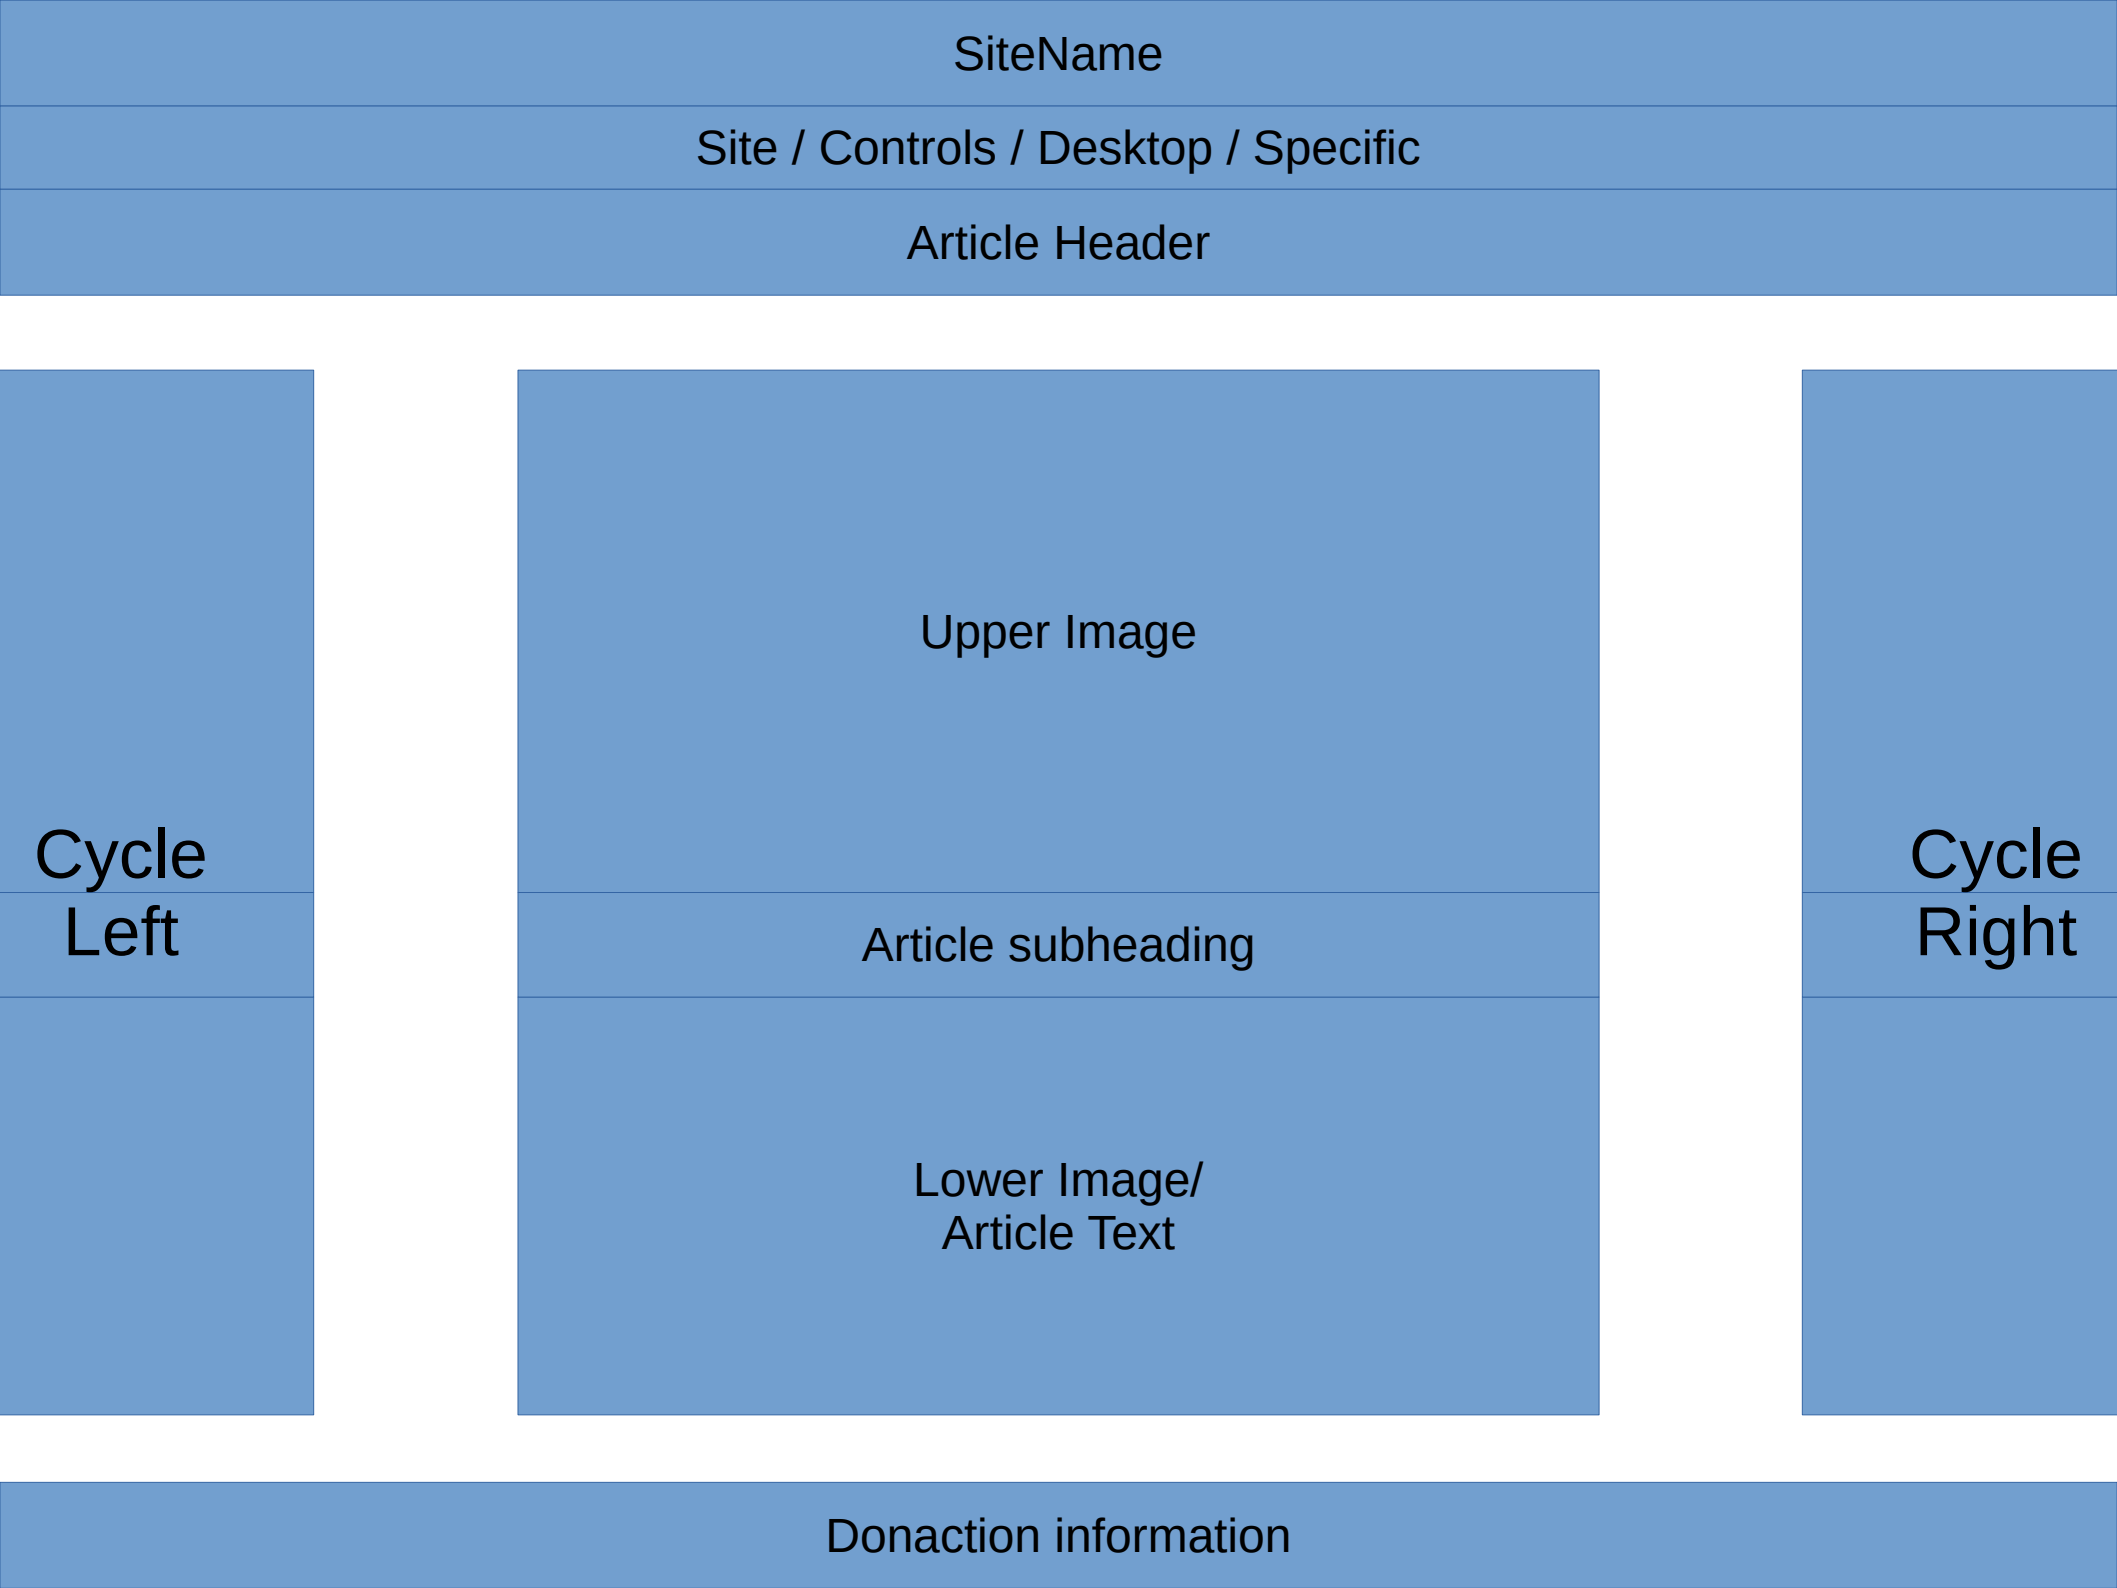 SiteName
Site / Controls / Desktop / Specific
Article Header
Upper Image
Cycle
Left
Article subheading
Cycle
Right
Lower Image/
Article Text
Donaction information